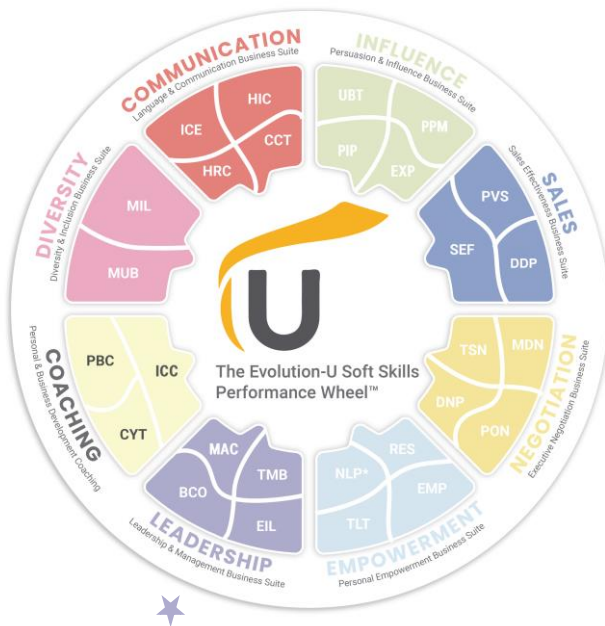 COMMUNICATION
Language & Communication Business Suite
HIC
ICE
CCT
HRC
INFLUENCE
Persuasion & Influence Business Suite
UBT
PPM
PIP
EXP
SALES
Sales Effectiveness Business Suite
PVS
SEF
DDP
NEGOTIATION
Executive Negotiation Business Suite
TSN
MDN
DNP
PON
EMPOWERMENT
Personal Empowerment Business Suite
RES
NLP*
EMP
TLT
LEADERSHIP
Leadership & Management Business Suite
MAC
TMB
BCO
EIL
COACHING
Personal & Business Development Coaching
PBC
ICC
CYT
DIVERSITY
Diversity & Inclusion Business Suite
MIL
MUB
U
The Evolution-U Soft Skills
Performance Wheel™